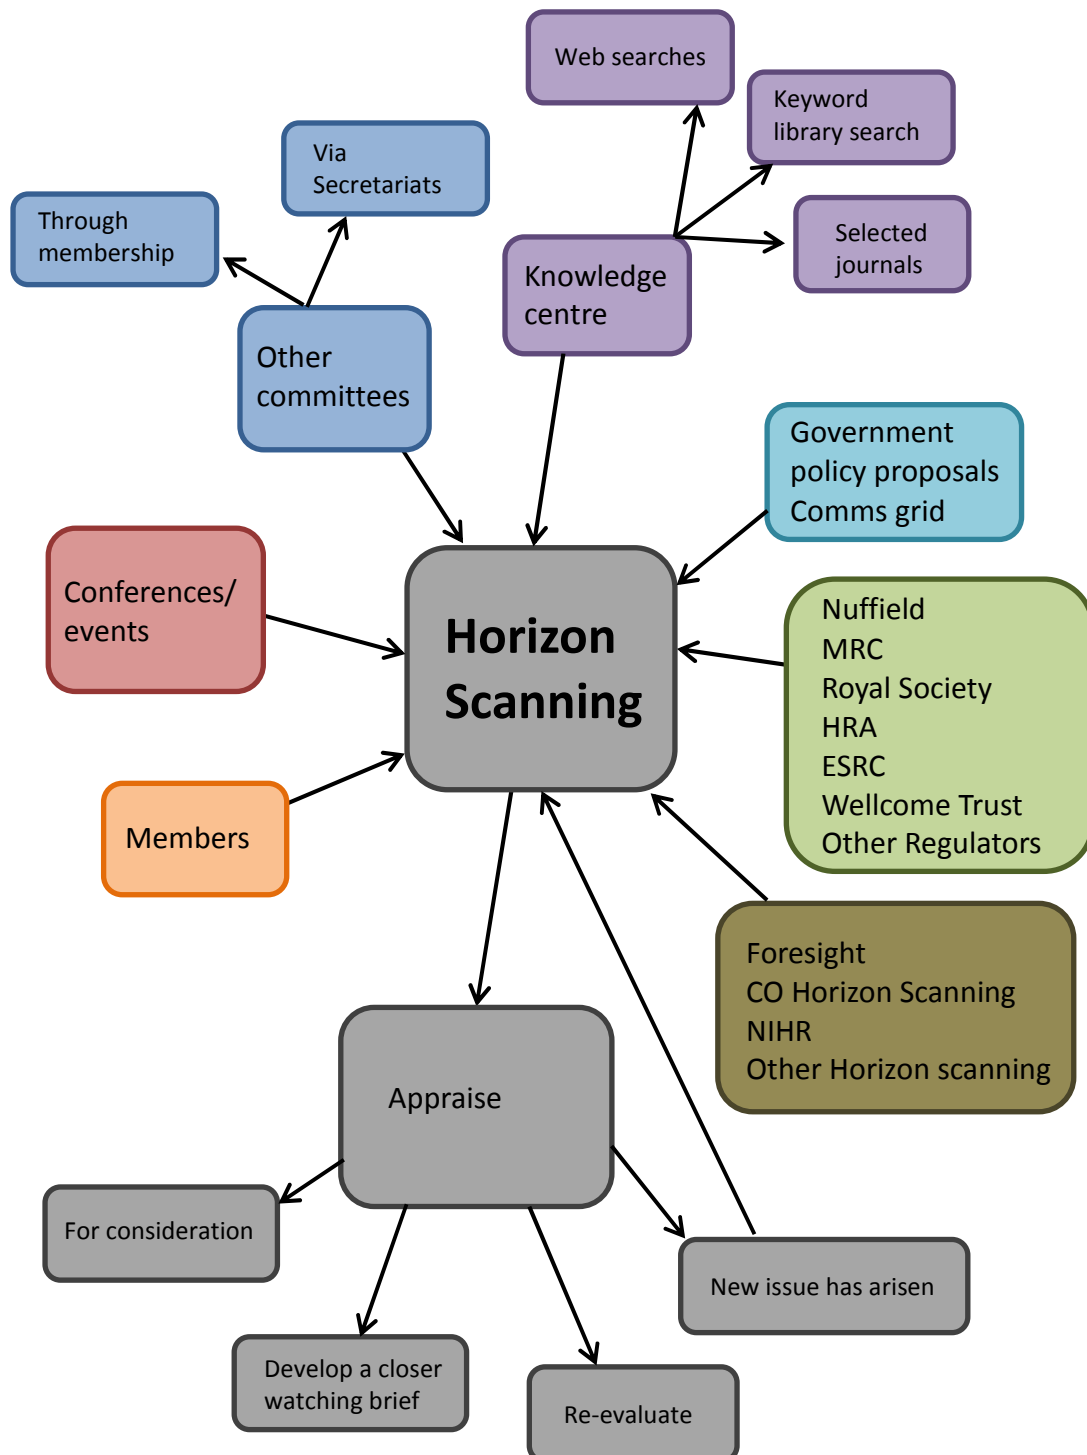 Web searches
Keyword
library search
Via
Secretariats
Through
membership
Selected
journals
Knowledge
centre
Other
committees
Government
policy proposals
Comms grid
Conferences/
events
Horizon
Scanning
Nuffield
MRC
Royal Society
HRA
ESRC
Wellcome Trust
Other Regulators
Members
Foresight
CO Horizon Scanning
NIHR
Other Horizon scanning
Appraise
For consideration
New issue has arisen
Develop a closer
watching brief
Re-evaluate